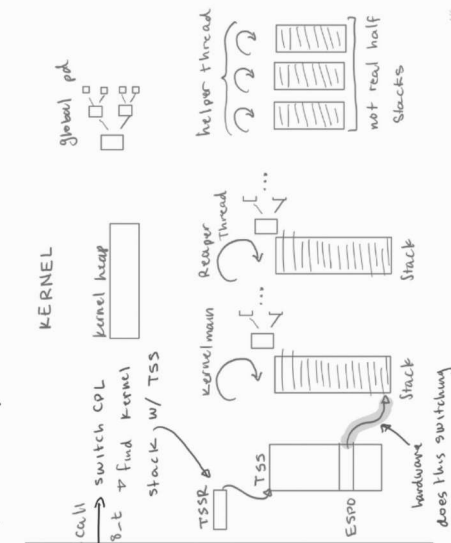 KERNEL
call
switch CPL
8-t → find kernel
stack w/ TSS
kernel heap
global pd
TSSR
TSS
ESP0
hardware
does this switching
kernel main
Stack
Reaper
Thread
Stack
helper thread
not real half
stacks